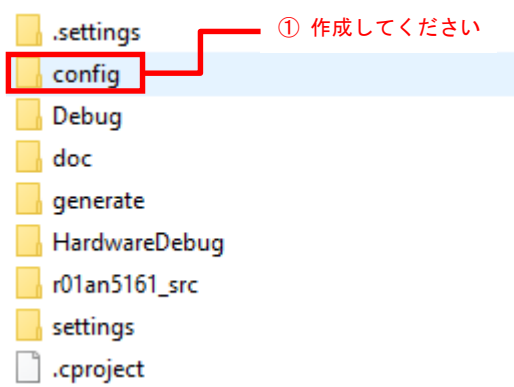 .settings
① 作成してください
config
Debug
doc
generate
HardwareDebug
r01an5161_src
settings
.cproject